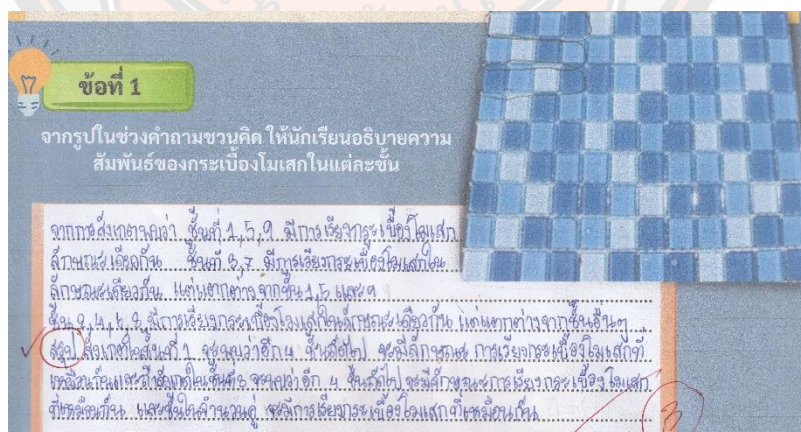 ข้อที่ 1
จากรูปในช่วงคำถามชวนคิด ให้นักเรียนอธิบายความ
สัมพันธ์ของกระเบื้องโมเสกในแต่ละชั้น
จากการสังเกตพบว่า ชั้นที่ 1,5,9 มีการเรียงกระเบื้องโมเสก
ลักษณะเดียวกัน ชั้นที่ 3,7 มีการเรียงกระเบื้องโมเสกใน
ลักษณะเดียวกัน แต่แตกต่างจากชั้น 1,5 และ 9
ชั้น 2,4,6,8 มีการเรียงกระเบื้องโมเสกในลักษณะเดียวกัน แต่แตกต่างจากชั้นอื่นๆ
สรุป สังเกตในชั้นที่ 1 จะพบว่าอีก 4 ชั้นถัดไป จะมีลักษณะการเรียงกระเบื้องโมเสกที่
เหมือนกันและถ้าสังเกตในชั้นที่ 3 จะพบว่าอีก 4 ชั้นถัดไปจะมีลักษณะการเรียงกระเบื้องโมเสก
ที่เหมือนกัน และชั้นในจำนวนคู่ จะมีการเรียงกระเบื้องโมเสกที่เหมือนกัน
3